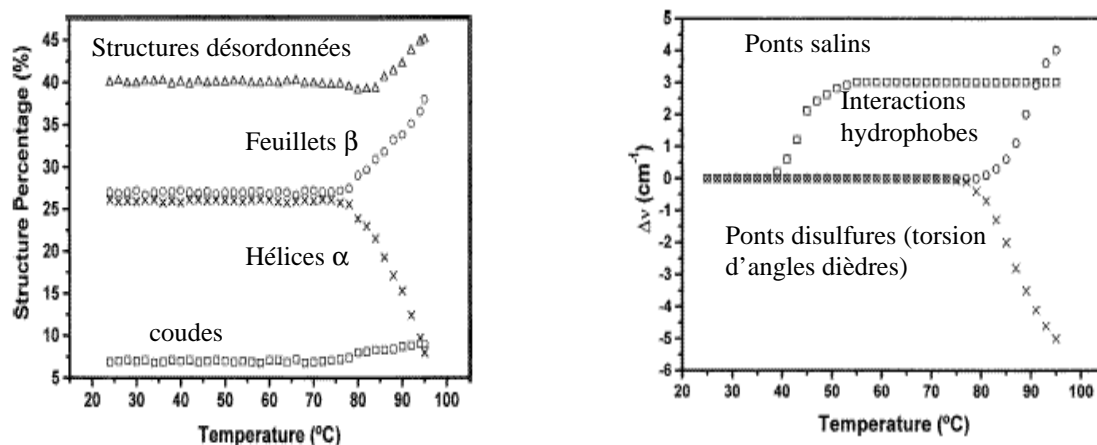 Structure Percentage (%)
45
40
35
30
25
20
15
10
5
Structures désordonnées
Feuillets β
Hélices α
coudes
20 30 40 50 60 70 80 90 100
Temperature (ºC)
Δν (cm⁻¹)
5
4
3
2
1
0
-1
-2
-3
-4
-5
-6
Ponts salins
Interactions
hydrophobes
Ponts disulfures (torsion
d'angles dièdres)
20 30 40 50 60 70 80 90 100
Temperature (ºC)